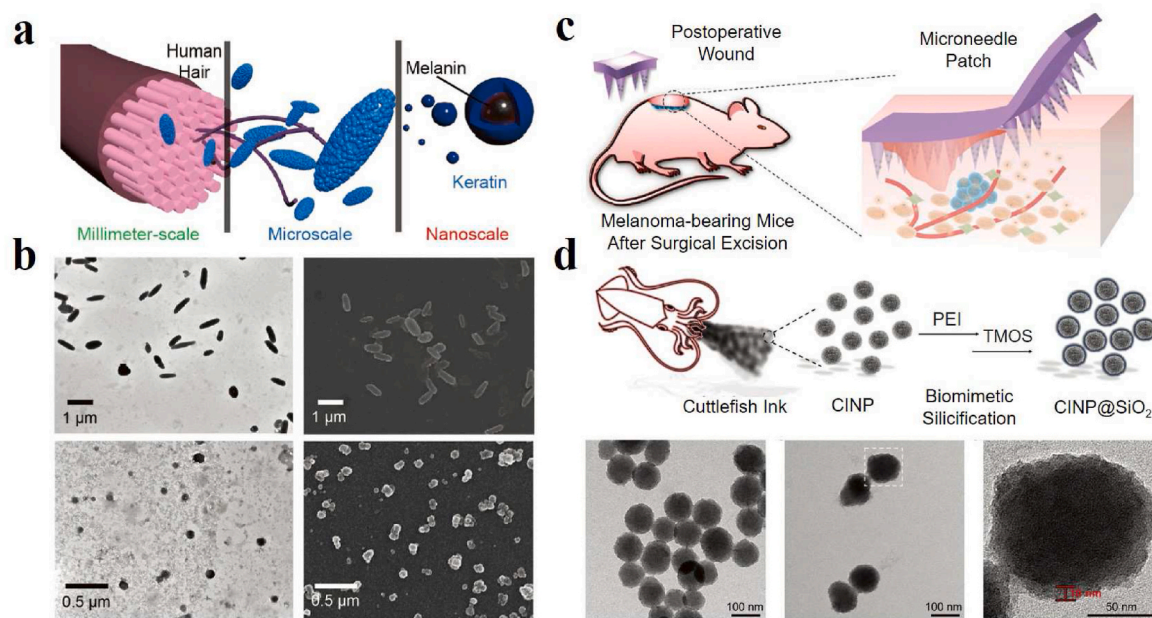 a
Human
Hair
Melanin
Keratin
Millimeter-scale
Microscale
Nanoscale
b
1 µm
1 µm
0.5 µm
0.5 µm
c
Postoperative
Wound
Microneedle
Patch
Melanoma-bearing Mice
After Surgical Excision
d
PEI
TMOS
Cuttlefish Ink
CINP
Biomimetic
Silicification
CINP@SiO₂
100 nm
100 nm
50 nm